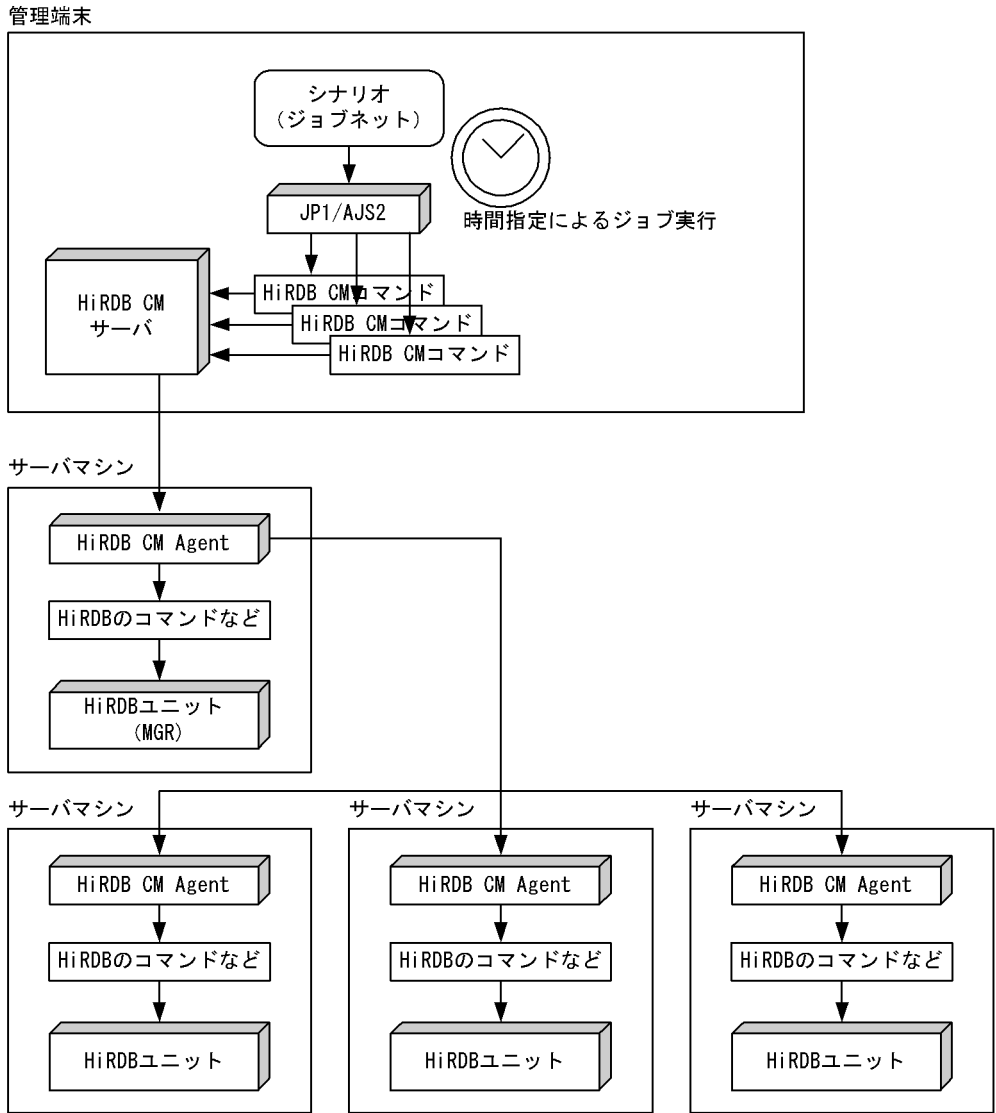 管理端末
シナリオ
(ジョブネット)
JP1/AJS2
時間指定によるジョブ実行
HiRDB CM
サーバ
HiRDB CMコマンド
HiRDB CMコマンド
HiRDB CMコマンド
サーバマシン
HiRDB CM Agent
HiRDBのコマンドなど
HiRDBユニット
(MGR)
サーバマシン
HiRDB CM Agent
HiRDBのコマンドなど
HiRDBユニット
サーバマシン
HiRDB CM Agent
HiRDBのコマンドなど
HiRDBユニット
サーバマシン
HiRDB CM Agent
HiRDBのコマンドなど
HiRDBユニット